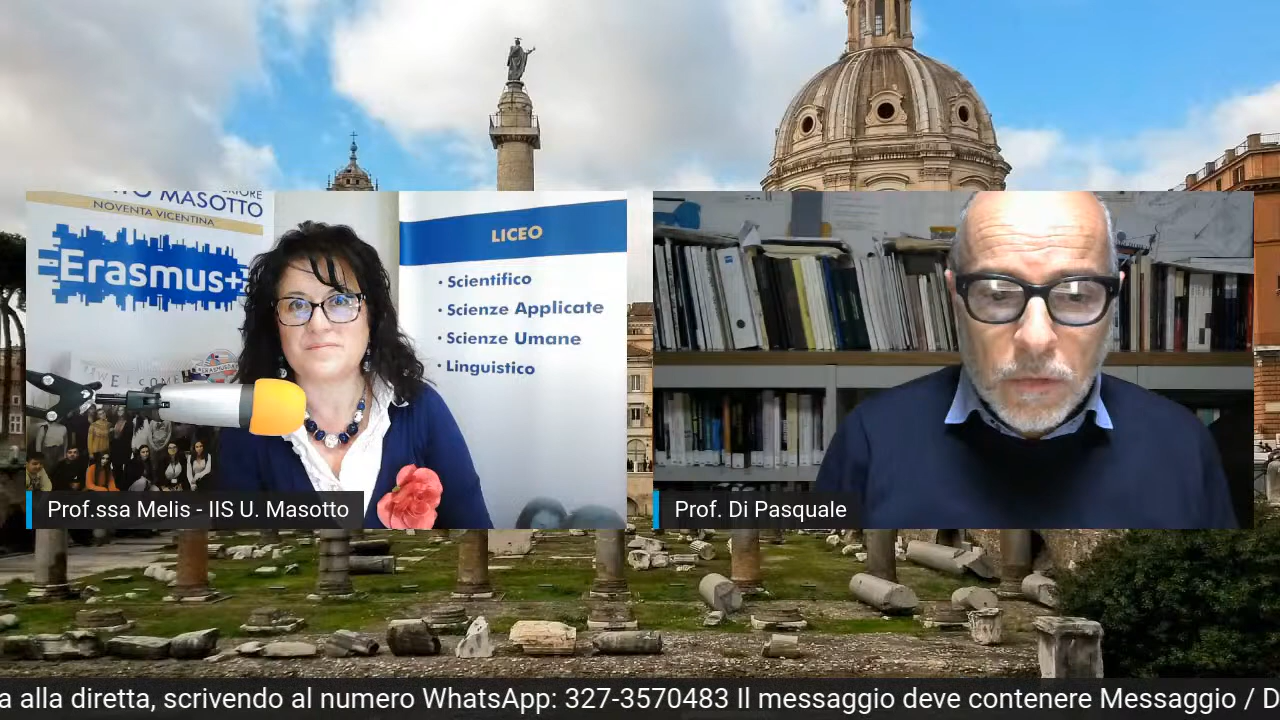 MASOTTO
NOVENTA VICENTINA
Erasmus+
WELCOME
LICEO
· Scientifico
· Scienze Applicate
· Scienze Umane
· Linguistico
Prof.ssa Melis - IIS U. Masotto
Prof. Di Pasquale
a alla diretta, scrivendo al numero WhatsApp: 327-3570483 Il messaggio deve contenere Messaggio / D